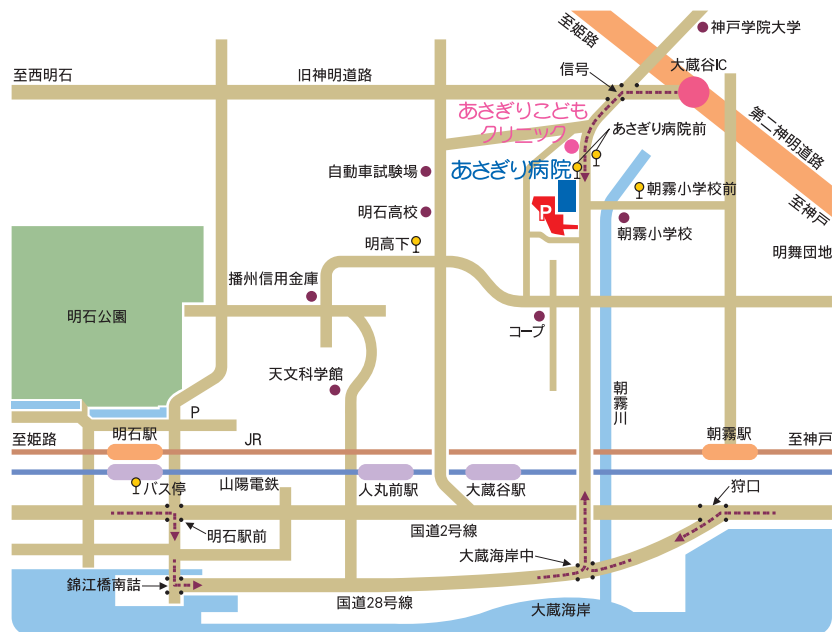 至姫路
神戸学院大学
信号
大蔵谷IC
至西明石
旧神明道路
あさぎりこども
クリニック
あさぎり病院前
第二神明道路
自動車試験場
あさぎり病院
朝霧小学校前
至神戸
P
明石高校
朝霧小学校
明高下
明舞団地
播州信用金庫
明石公園
コープ
天文科学館
朝霧川
P
至姫路
明石駅
JR
朝霧駅
至神戸
バス停
山陽電鉄
人丸前駅
大蔵谷駅
狩口
明石駅前
国道2号線
大蔵海岸中
錦江橋南詰
国道28号線
大蔵海岸